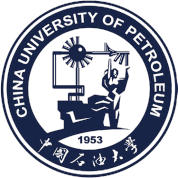 CHINA UNIVERSITY OF PETROLEUM
1953
中国石油大学